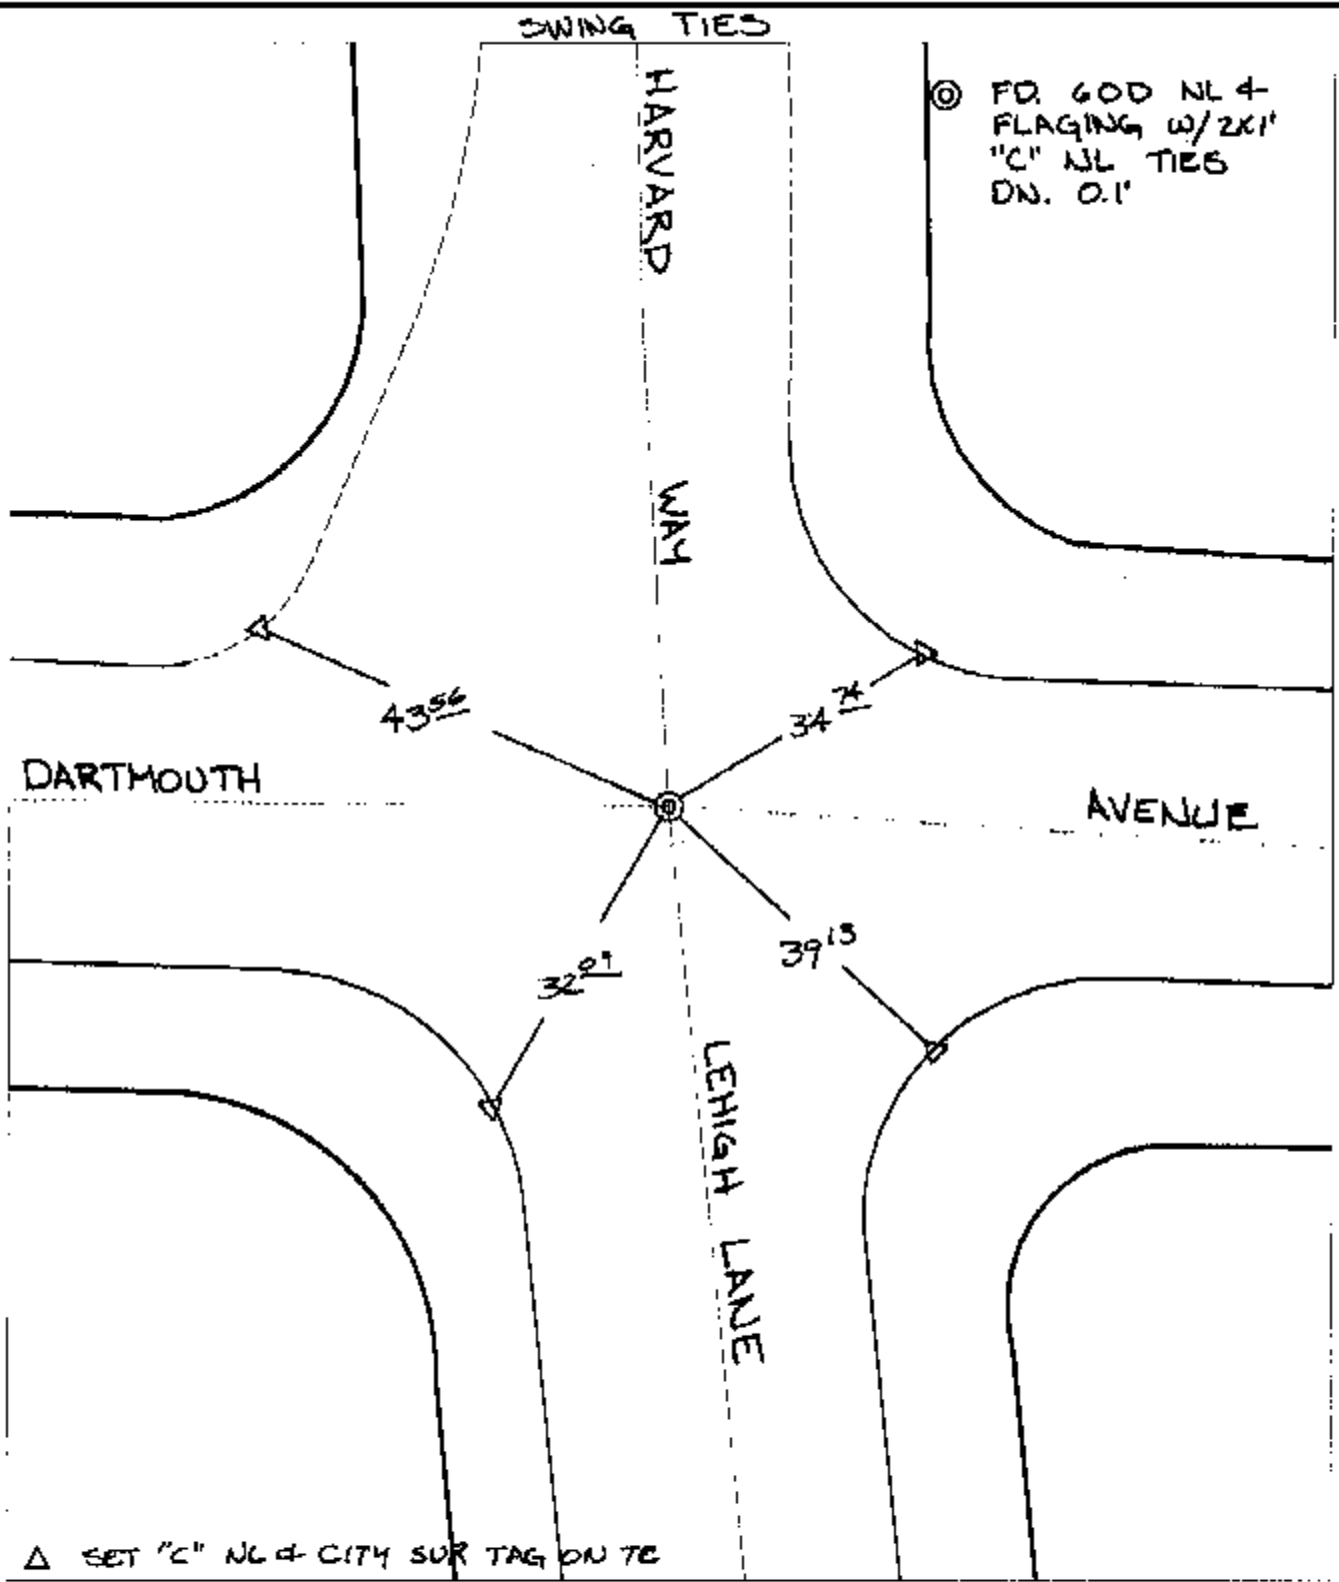 SWING TIES
HARVARD
WAY
◎ FD. 60D NL &
FLAGING W/2X1"
"C" NL TIES
DN. 0.1'
43 56
34 74
DARTMOUTH
AVENUE
32 09
39 13
LEHIGH LANE
△ SET "C" NL & CITY SUR TAG ON TC